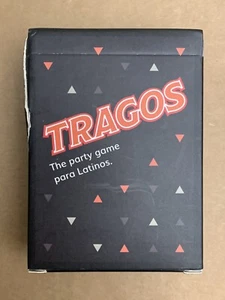 TRAGOS
The party game
para Latinos.